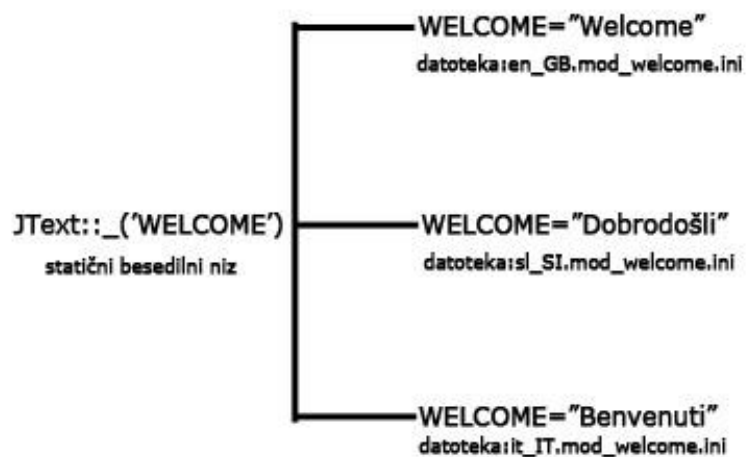 WELCOME="Welcome"
datoteka:en_GB.mod_welcome.ini
JText::_('WELCOME')
statični besedilni niz
WELCOME="Dobrodošli"
datoteka:sl_SI.mod_welcome.ini
WELCOME="Benvenuti"
datoteka:it_IT.mod_welcome.ini